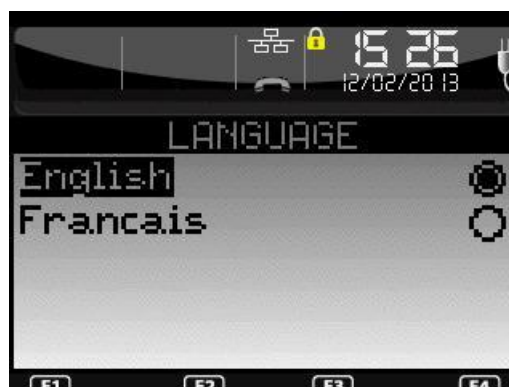 15 26
12/02/2013
LANGUAGE
English
Francais
F1 F2 F3 F4